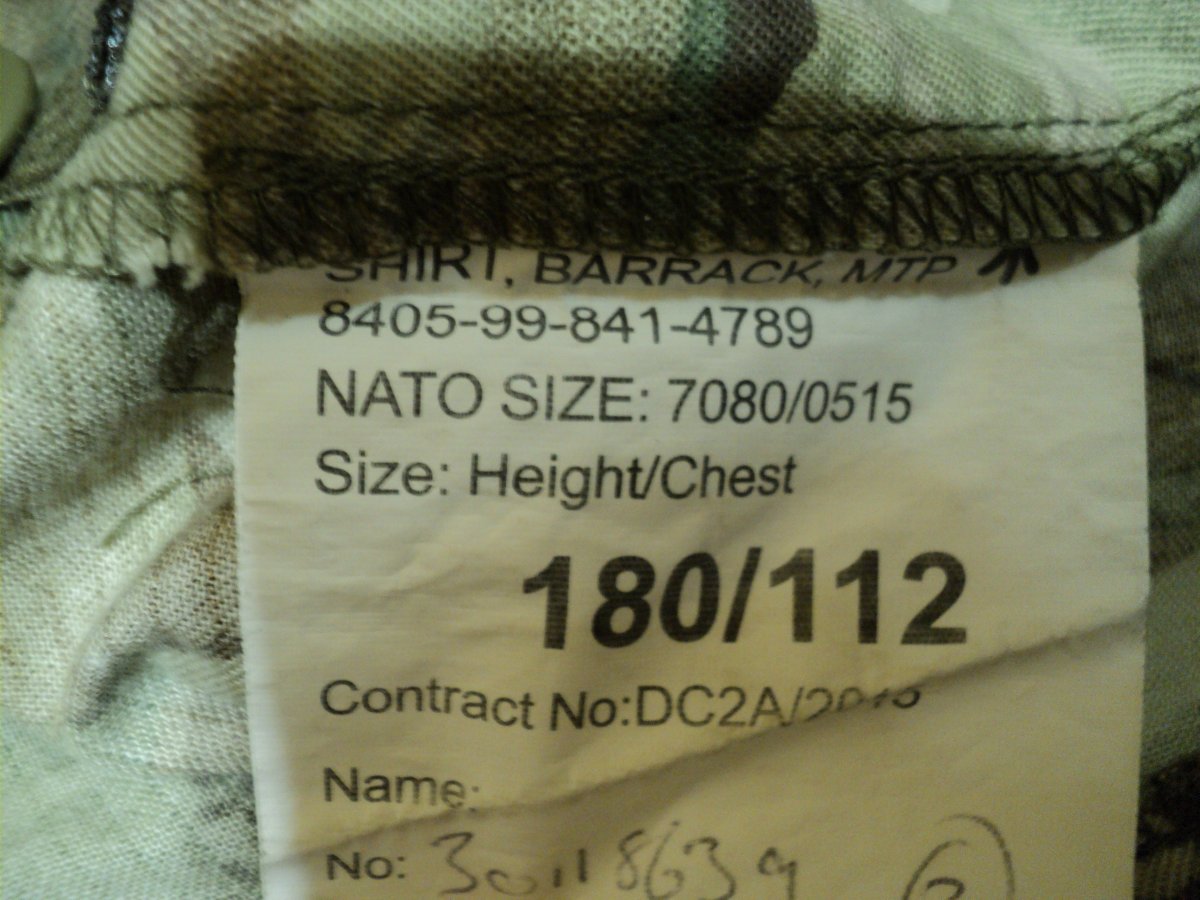 SHIRT, BARRACK, MTP
8405-99-841-4789
NATO SIZE: 7080/0515
Size: Height/Chest
180/112
Contract No:DC2A/2015
Name:
No: 30118639